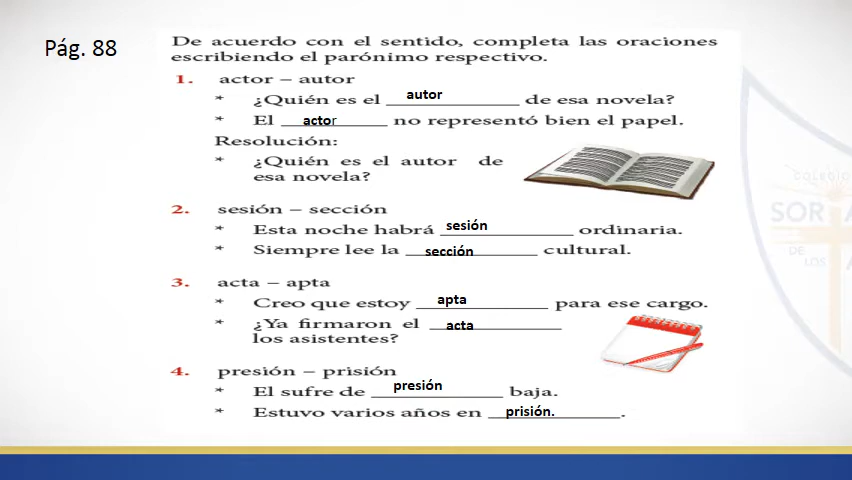 Pág. 88
De acuerdo con el sentido, completa las oraciones
escribiendo el parónimo respectivo.
1. actor – autor
* ¿Quién es el autor de esa novela?
* El actor no representó bien el papel.
Resolución:
* ¿Quién es el autor de
esa novela?
2. sesión – sección
* Esta noche habrá sesión ordinaria.
* Siempre lee la sección cultural.
3. acta – apta
* Creo que estoy apta para ese cargo.
* ¿Ya firmaron el acta
los asistentes?
4. presión – prisión
* El sufre de presión baja.
* Estuvo varios años en prisión. .
COLEGIO
DE LOS